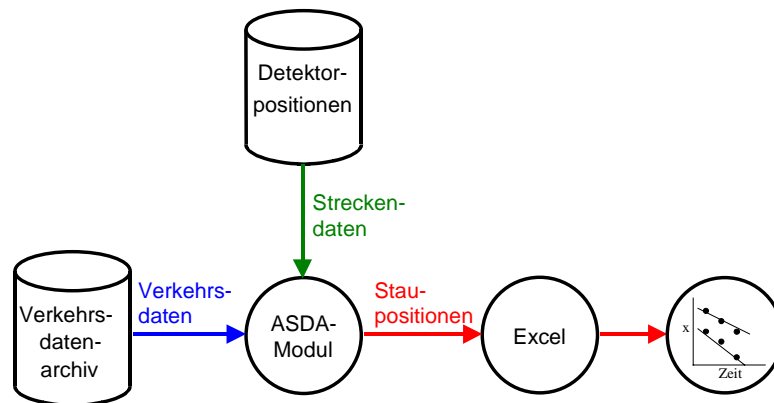 Detektor-
positionen
Strecken-
daten
Verkehrs-
daten-
archiv
Verkehrs-
daten
ASDA-
Modul
Stau-
positionen
Excel
x
Zeit